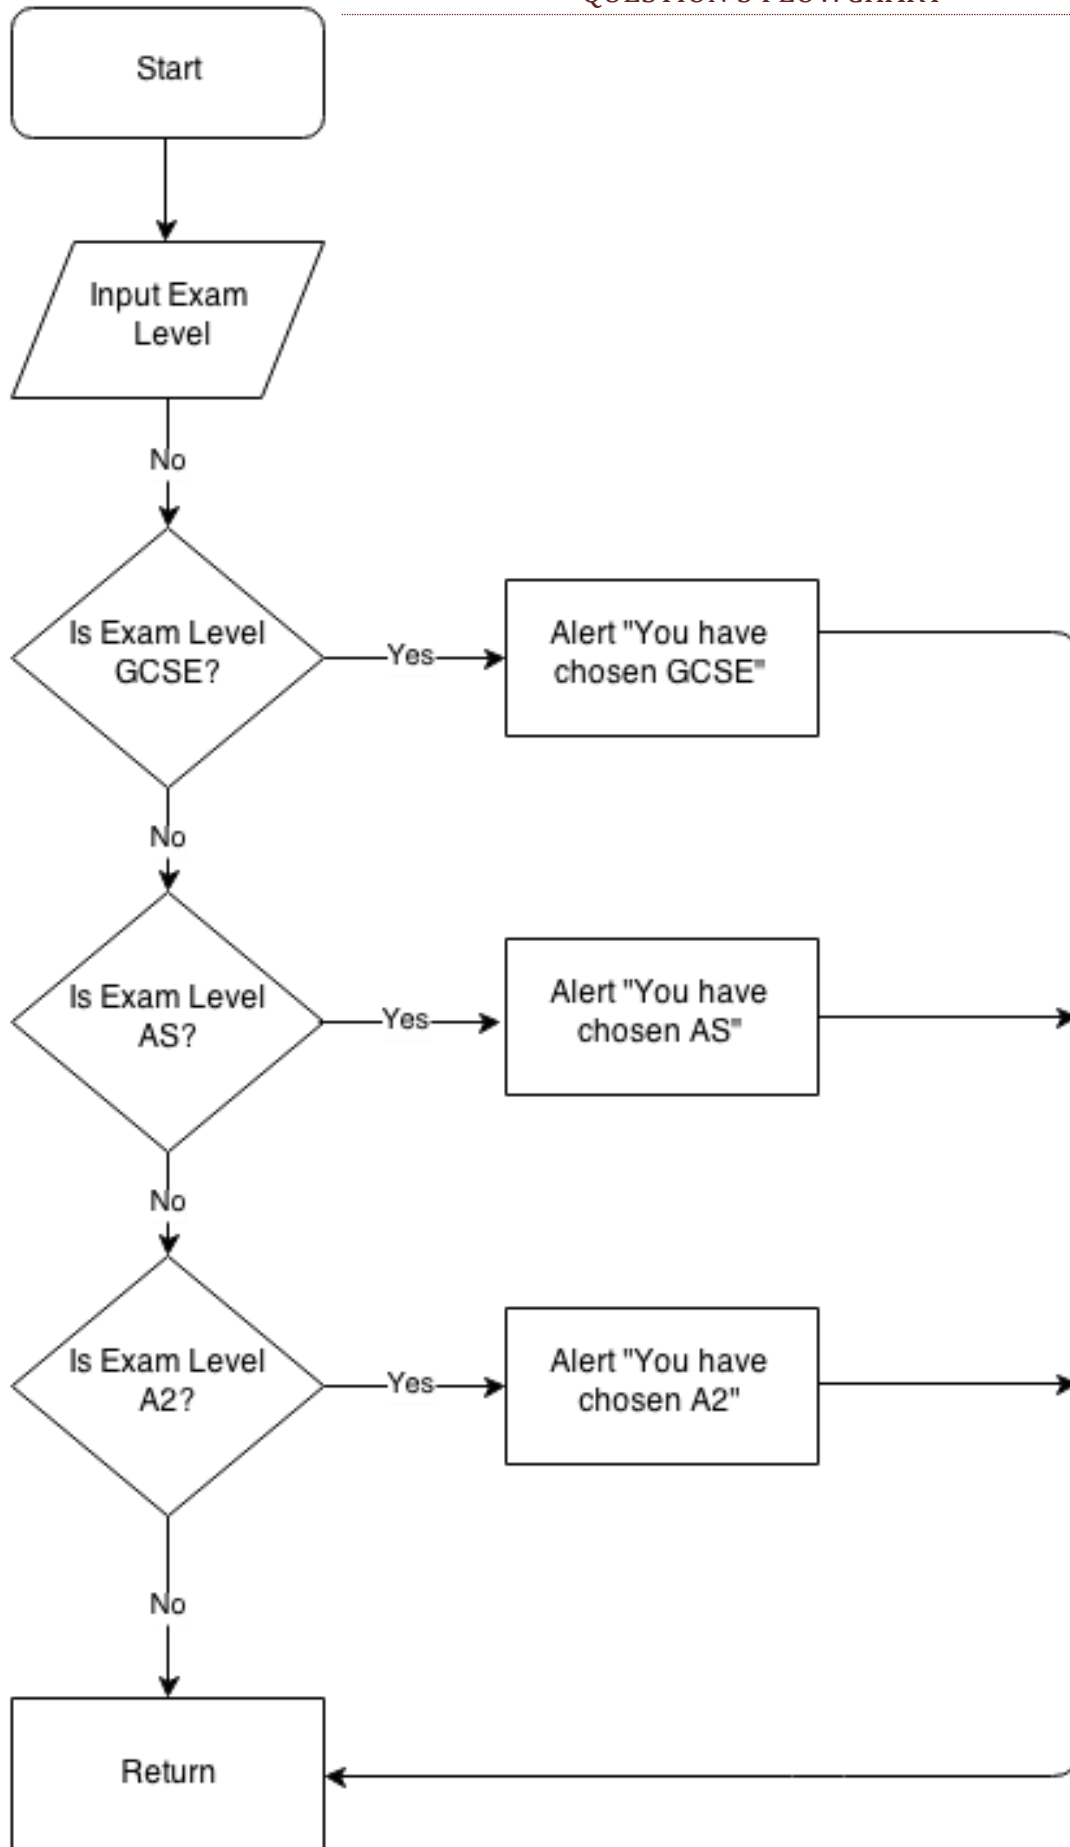 Start
Input Exam
Level
No
Is Exam Level
GCSE?
Yes
Alert "You have
chosen GCSE"
No
Is Exam Level
AS?
Yes
Alert "You have
chosen AS"
No
Is Exam Level
A2?
Yes
Alert "You have
chosen A2"
No
Return